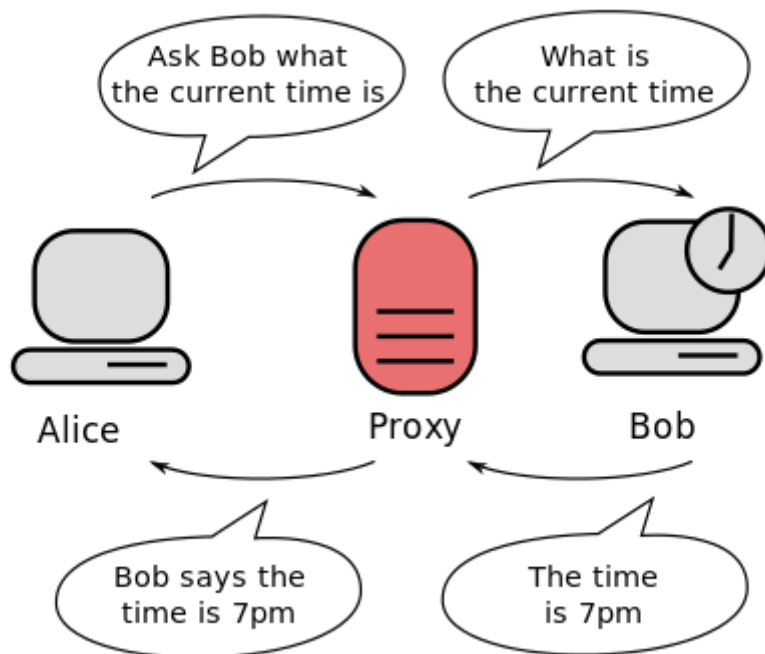 Ask Bob what
the current time is
What is
the current time
Alice
Proxy
Bob
Bob says the
time is 7pm
The time
is 7pm